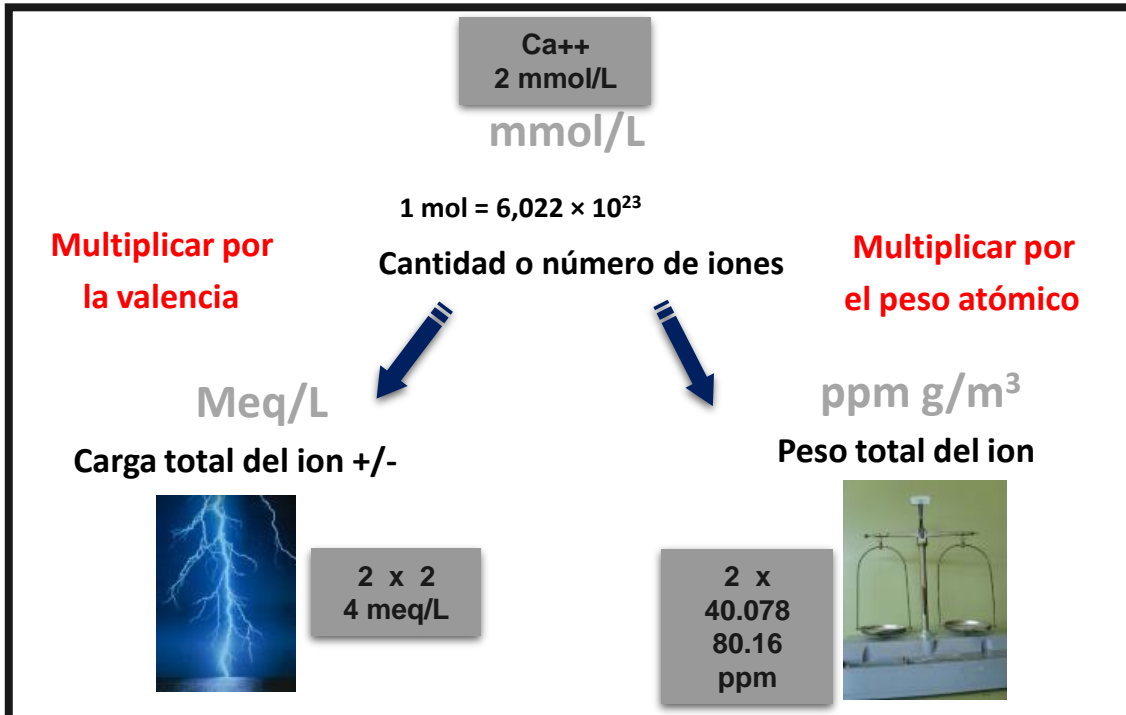 Ca++
2 mmol/L
mmol/L
1 mol = 6,022 × 10²³
Cantidad o número de iones
Multiplicar por
la valencia
Multiplicar por
el peso atómico
Meq/L
Carga total del ion +/-
ppm g/m³
Peso total del ion
2 x 2
4 meq/L
2 x
40.078
80.16
ppm